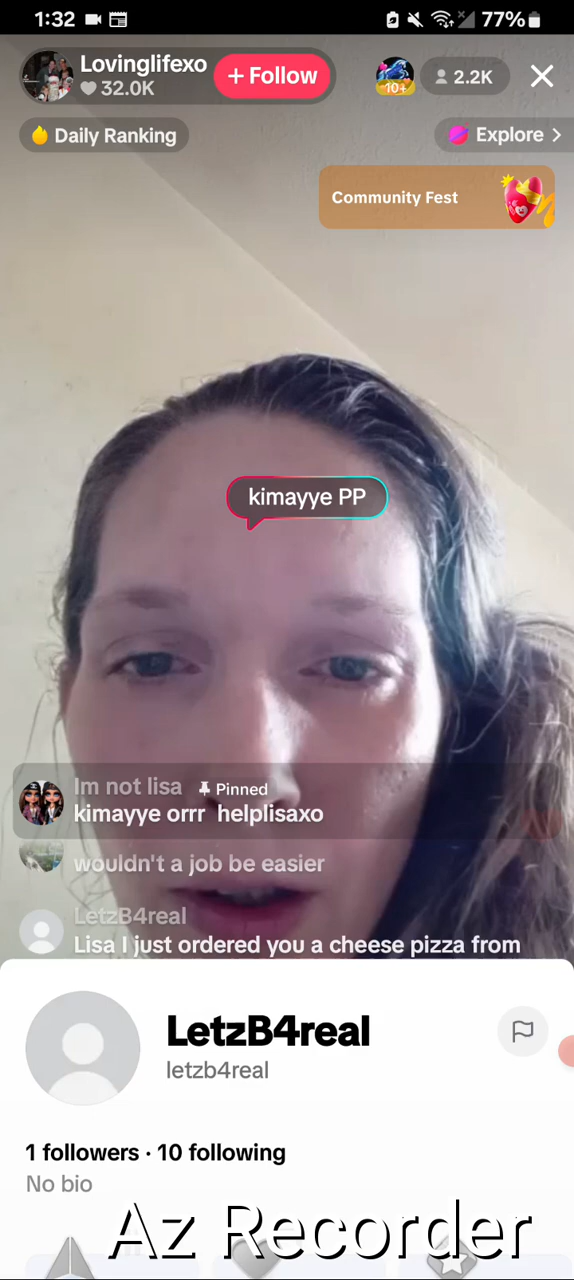 1:32
77%
Lovinglifexo
32.0K
+ Follow
10+
2.2K
Daily Ranking
Explore >
Community Fest
kimayye PP
Im not lisa Pinned
kimayye orrr helplisaxo
wouldn't a job be easier
LetzB4real
Lisa I just ordered you a cheese pizza from
LetzB4real
letzb4real
1 followers · 10 following
No bio
Az Recorder